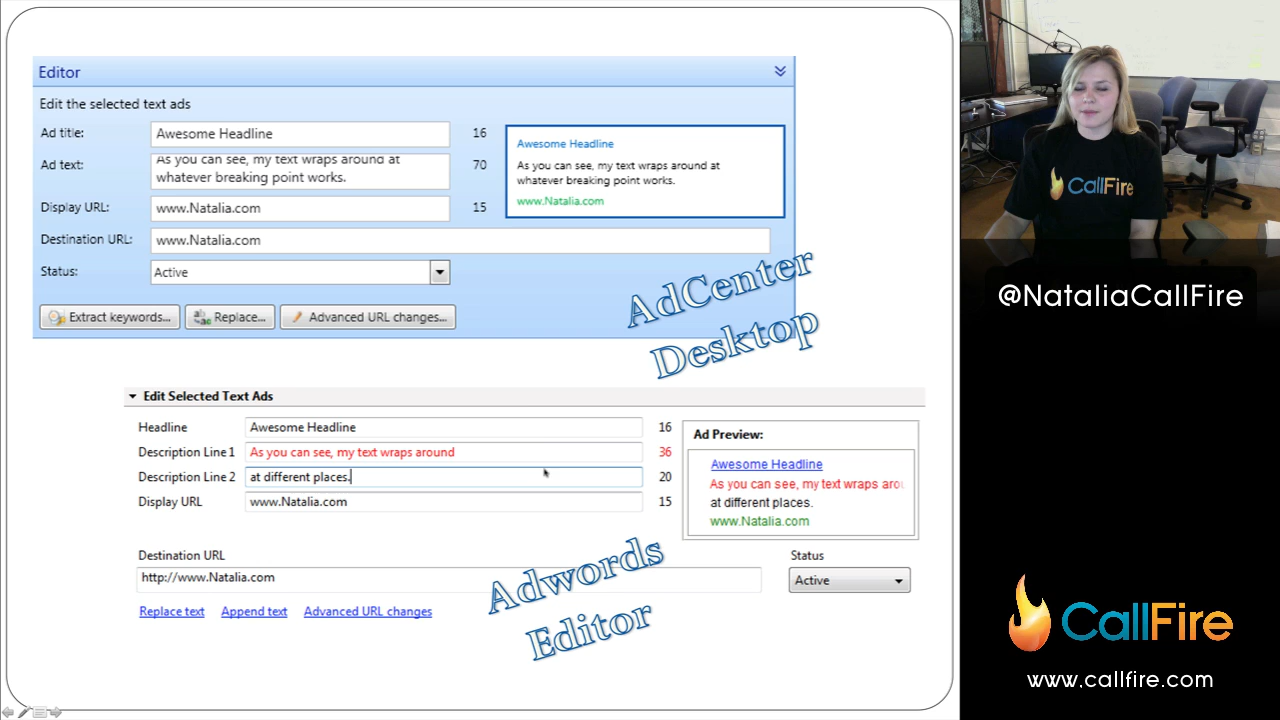 Editor
Edit the selected text ads
Ad title: Awesome Headline 16
Ad text: As you can see, my text wraps around at
whatever breaking point works. 70
Display URL: www.Natalia.com 15
Destination URL: www.Natalia.com
Status: Active
Extract keywords... Replace... Advanced URL changes...
Awesome Headline
As you can see, my text wraps around at
whatever breaking point works.
www.Natalia.com
AdCenter
Desktop
Edit Selected Text Ads
Headline Awesome Headline 16
Description Line 1 As you can see, my text wraps around 36
Description Line 2 at different places. 20
Display URL www.Natalia.com 15
Ad Preview:
Awesome Headline
As you can see, my text wraps arou
at different places.
www.Natalia.com
Destination URL
http://www.Natalia.com
Status
Active
Replace text Append text Advanced URL changes
Adwords
Editor
CallFire
@NataliaCallFire
CallFire
www.callfire.com